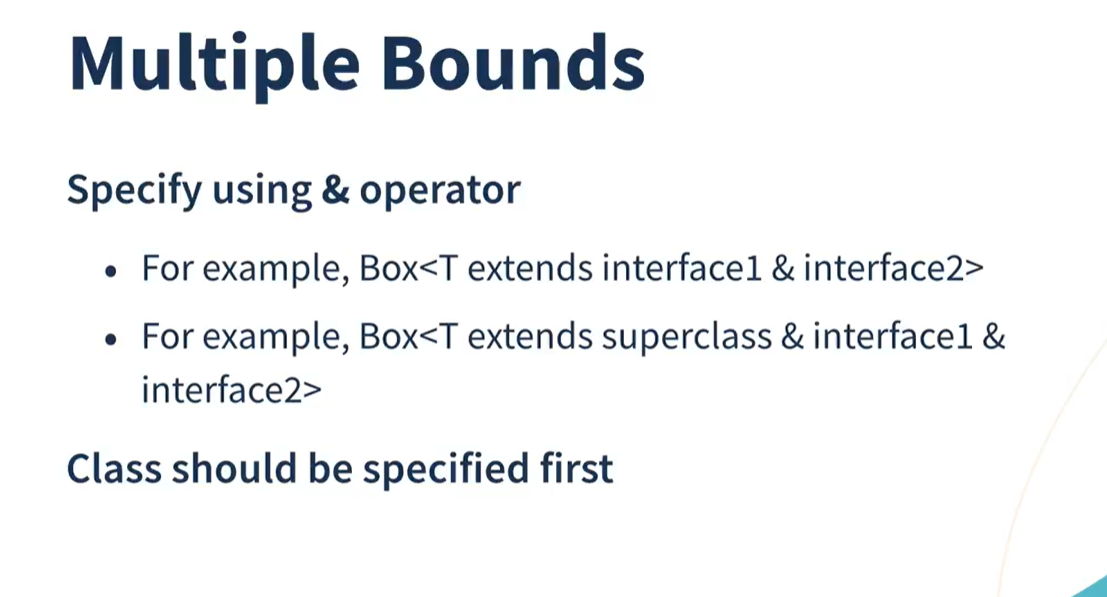 Multiple Bounds
Specify using & operator
• For example, Box<T extends interface1 & interface2>
• For example, Box<T extends superclass & interface1 &
interface2>
Class should be specified first